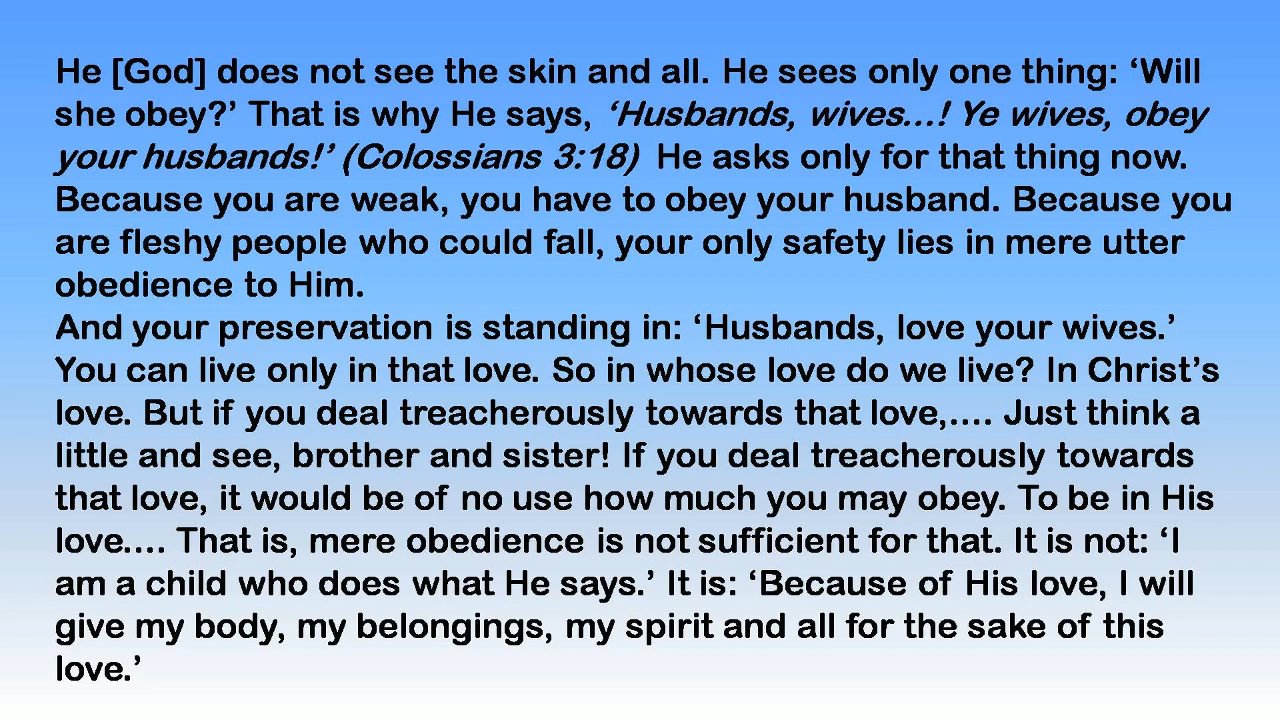 He [God] does not see the skin and all. He sees only one thing: ‘Will
she obey?’ That is why He says, ‘Husbands, wives...! Ye wives, obey
your husbands!’ (Colossians 3:18)  He asks only for that thing now.
Because you are weak, you have to obey your husband. Because you
are fleshy people who could fall, your only safety lies in mere utter
obedience to Him.
And your preservation is standing in: ‘Husbands, love your wives.’
You can live only in that love. So in whose love do we live? In Christ’s
love. But if you deal treacherously towards that love,.... Just think a
little and see, brother and sister! If you deal treacherously towards
that love, it would be of no use how much you may obey. To be in His
love.... That is, mere obedience is not sufficient for that. It is not: ‘I
am a child who does what He says.’ It is: ‘Because of His love, I will
give my body, my belongings, my spirit and all for the sake of this
love.’